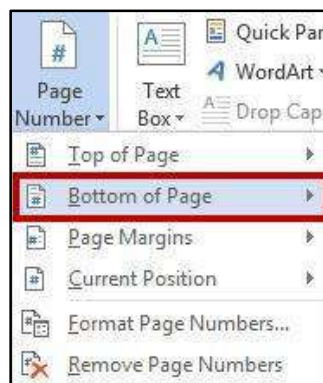 Quick Par
A WordArt
Page Number
Text Box
A Drop Cap
Top of Page
Bottom of Page
Page Margins
Current Position
Format Page Numbers...
Remove Page Numbers